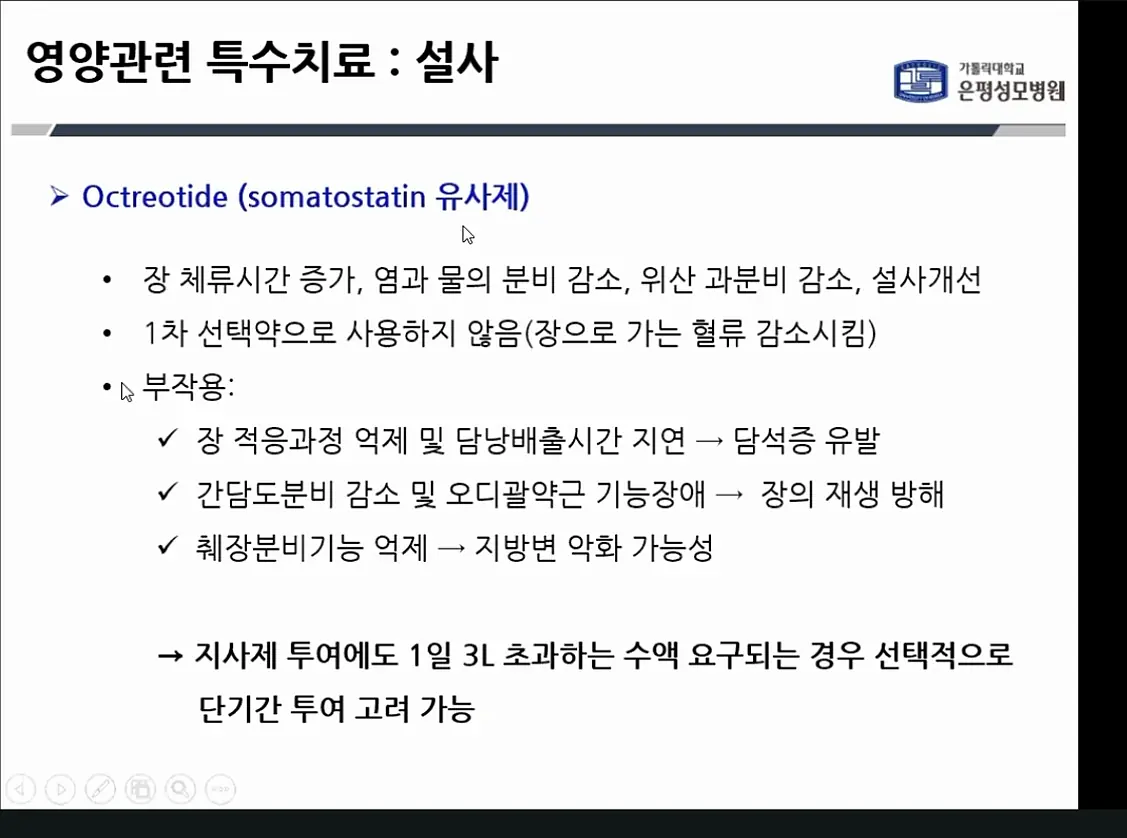 영양관련 특수치료 : 설사
가톨릭대학교
은평성모병원
➢ Octreotide (somatostatin 유사제)
• 장 체류시간 증가, 염과 물의 분비 감소, 위산 과분비 감소, 설사개선
• 1차 선택약으로 사용하지 않음(장으로 가는 혈류 감소시킴)
• 부작용:
✓ 장 적응과정 억제 및 담낭배출시간 지연 → 담석증 유발
✓ 간담도분비 감소 및 오디괄약근 기능장애 → 장의 재생 방해
✓ 췌장분비기능 억제 → 지방변 악화 가능성
→ 지사제 투여에도 1일 3L 초과하는 수액 요구되는 경우 선택적으로
단기간 투여 고려 가능